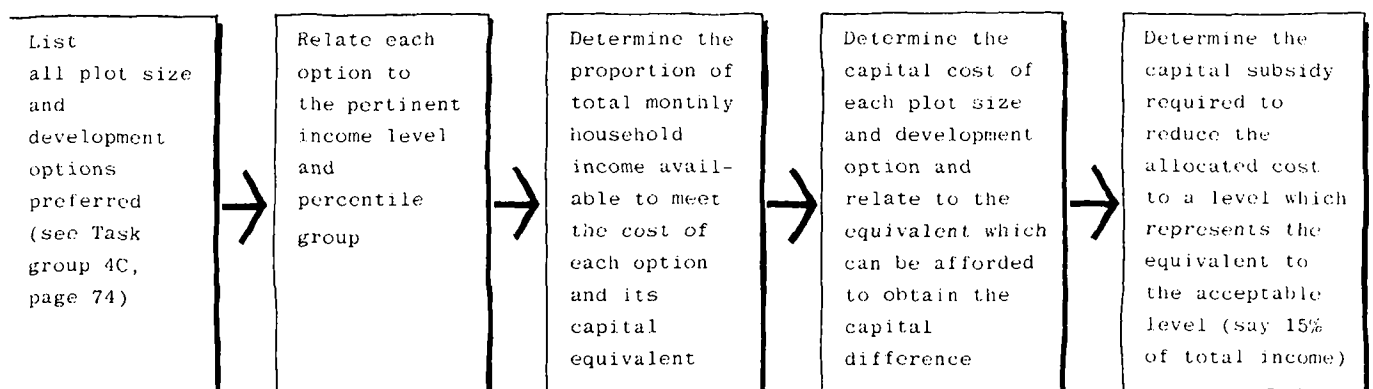 List
all plot size
and
development
options
preferred
(see Task
group 4C,
page 74)
Relate each
option to
the pertinent
income level
and
percentile
group
Determine the
proportion of
total monthly
household
income avail-
able to meet
the cost of
each option
and its
capital
equivalent
Determine the
capital cost of
each plot size
and development
option and
relate to the
equivalent which
can be afforded
to obtain the
capital
difference
Determine the
capital subsidy
required to
reduce the
allocated cost
to a level which
represents the
equivalent to
the acceptable
level (say 15%
of total income)